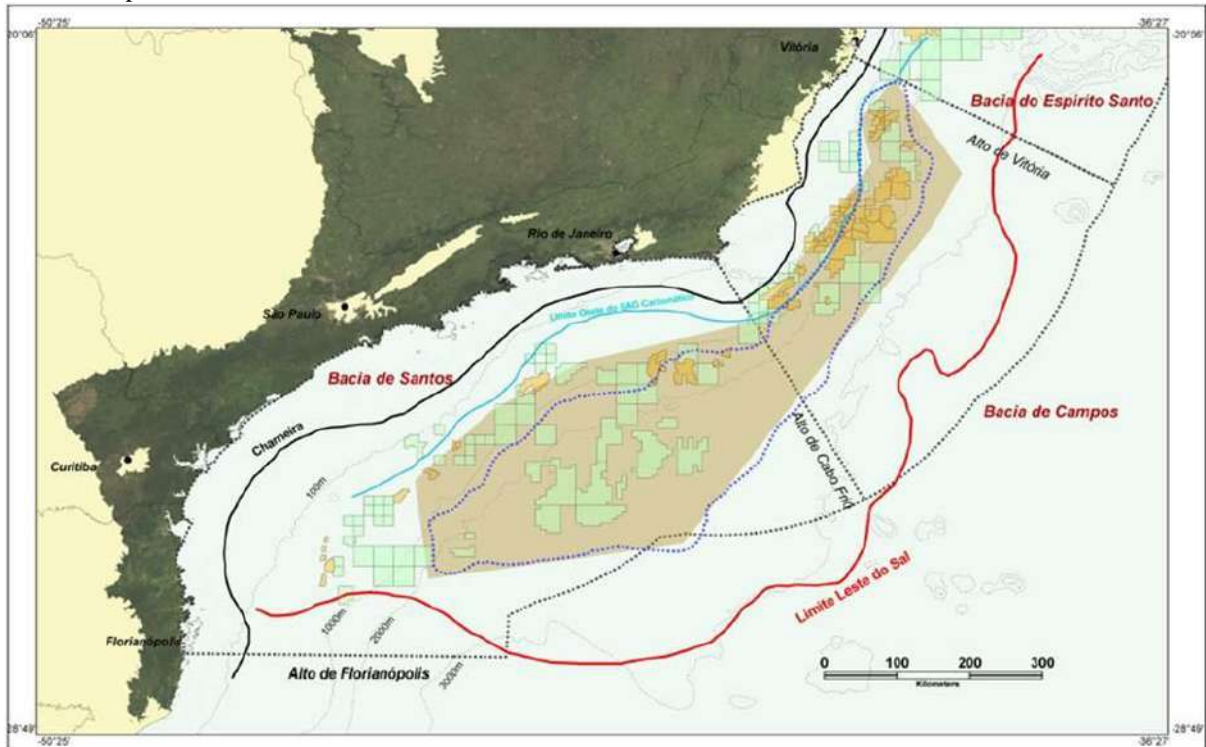 -50°25'
-36°27'
20°06'
-20°06'
Vitória
Bacia do Espírito Santo
Alto de Vitória
Rio de Janeiro
São Paulo
Limite Oeste do SAG Carbonático
Bacia de Santos
Charneira
Bacia de Campos
Alto de Cabo Frio
Curitiba
100m
Limite Leste do Sal
1000m
2000m
3000m
Florianópolis
Alto de Florianópolis
0 100 200 300
Kilometers
28°49'
-28°49'
-50°25'
-36°27'